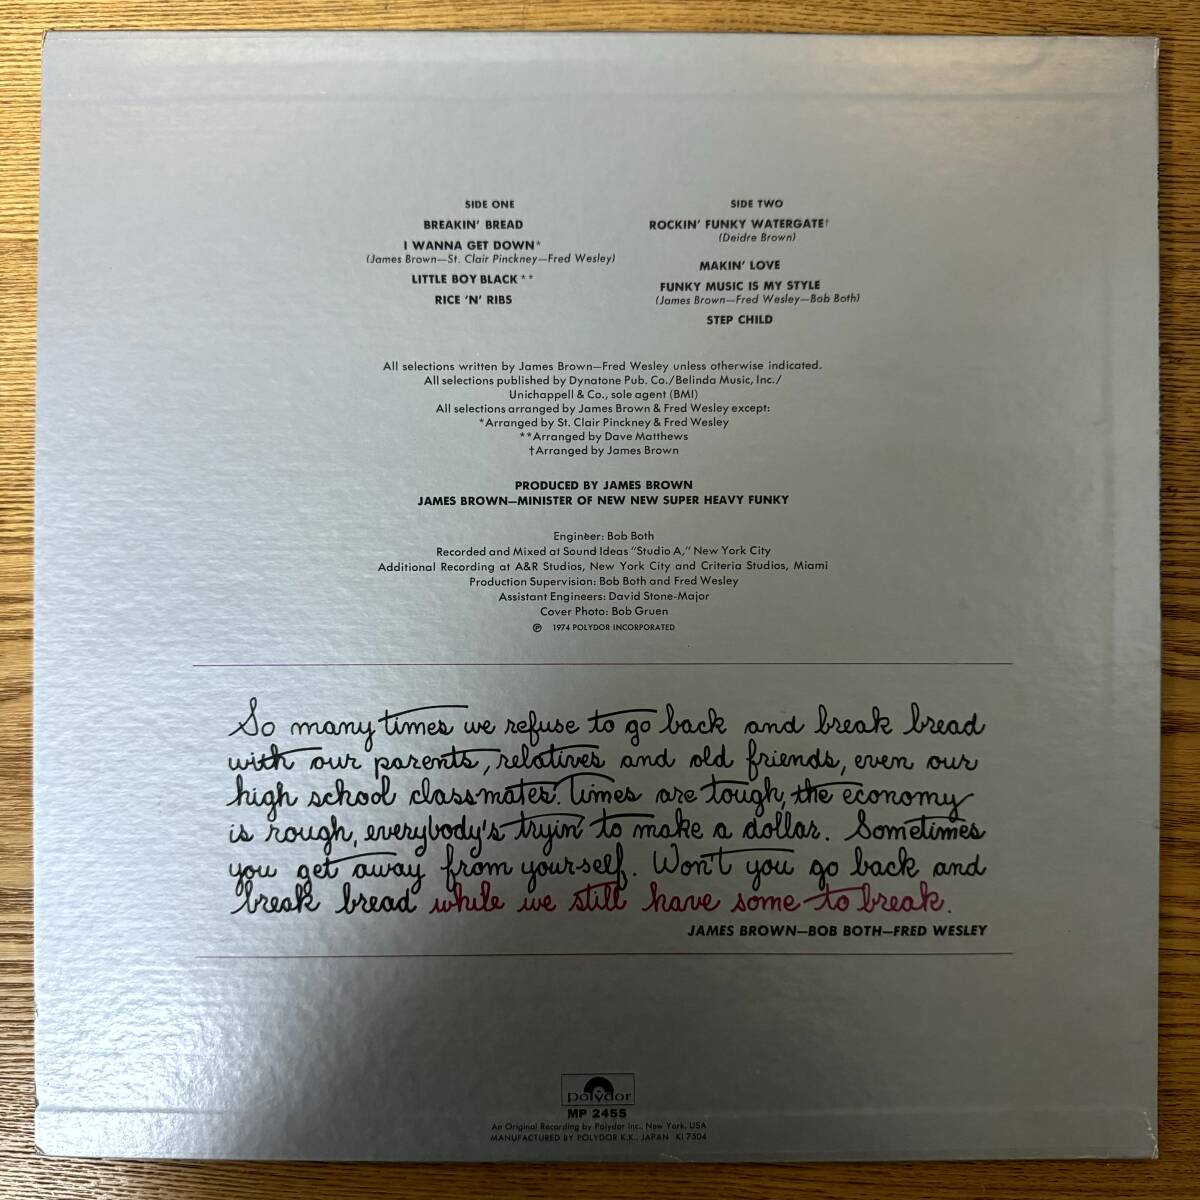 SIDE ONE
BREAKIN' BREAD
I WANNA GET DOWN*
(James Brown—St. Clair Pinckney—Fred Wesley)
LITTLE BOY BLACK**
RICE 'N' RIBS
SIDE TWO
ROCKIN' FUNKY WATERGATE†
(Deidre Brown)
MAKIN' LOVE
FUNKY MUSIC IS MY STYLE
(James Brown—Fred Wesley—Bob Both)
STEP CHILD
All selections written by James Brown—Fred Wesley unless otherwise indicated.
All selections published by Dynatone Pub. Co./Belinda Music, Inc./
Unichappell & Co., sole agent (BMI)
All selections arranged by James Brown & Fred Wesley except:
*Arranged by St. Clair Pinckney & Fred Wesley
**Arranged by Dave Matthews
†Arranged by James Brown
PRODUCED BY JAMES BROWN
JAMES BROWN—MINISTER OF NEW NEW SUPER HEAVY FUNKY
Engineer: Bob Both
Recorded and Mixed at Sound Ideas "Studio A," New York City
Additional Recording at A&R Studios, New York City and Criteria Studios, Miami
Production Supervision: Bob Both and Fred Wesley
Assistant Engineers: David Stone-Major
Cover Photo: Bob Gruen
℗ 1974 POLYDOR INCORPORATED
So many times we refuse to go back and break bread
with our parents, relatives and old friends, even our
high school classmates. Times are tough, the economy
is rough, everybody's tryin' to make a dollar. Sometimes
you get away from your-self. Won't you go back and
break bread while we still have some to break.
JAMES BROWN—BOB BOTH—FRED WESLEY
polydor
MP 2455
An Original Recording by Polydor Inc., New York, USA
MANUFACTURED BY POLYDOR K.K., JAPAN KI 7504